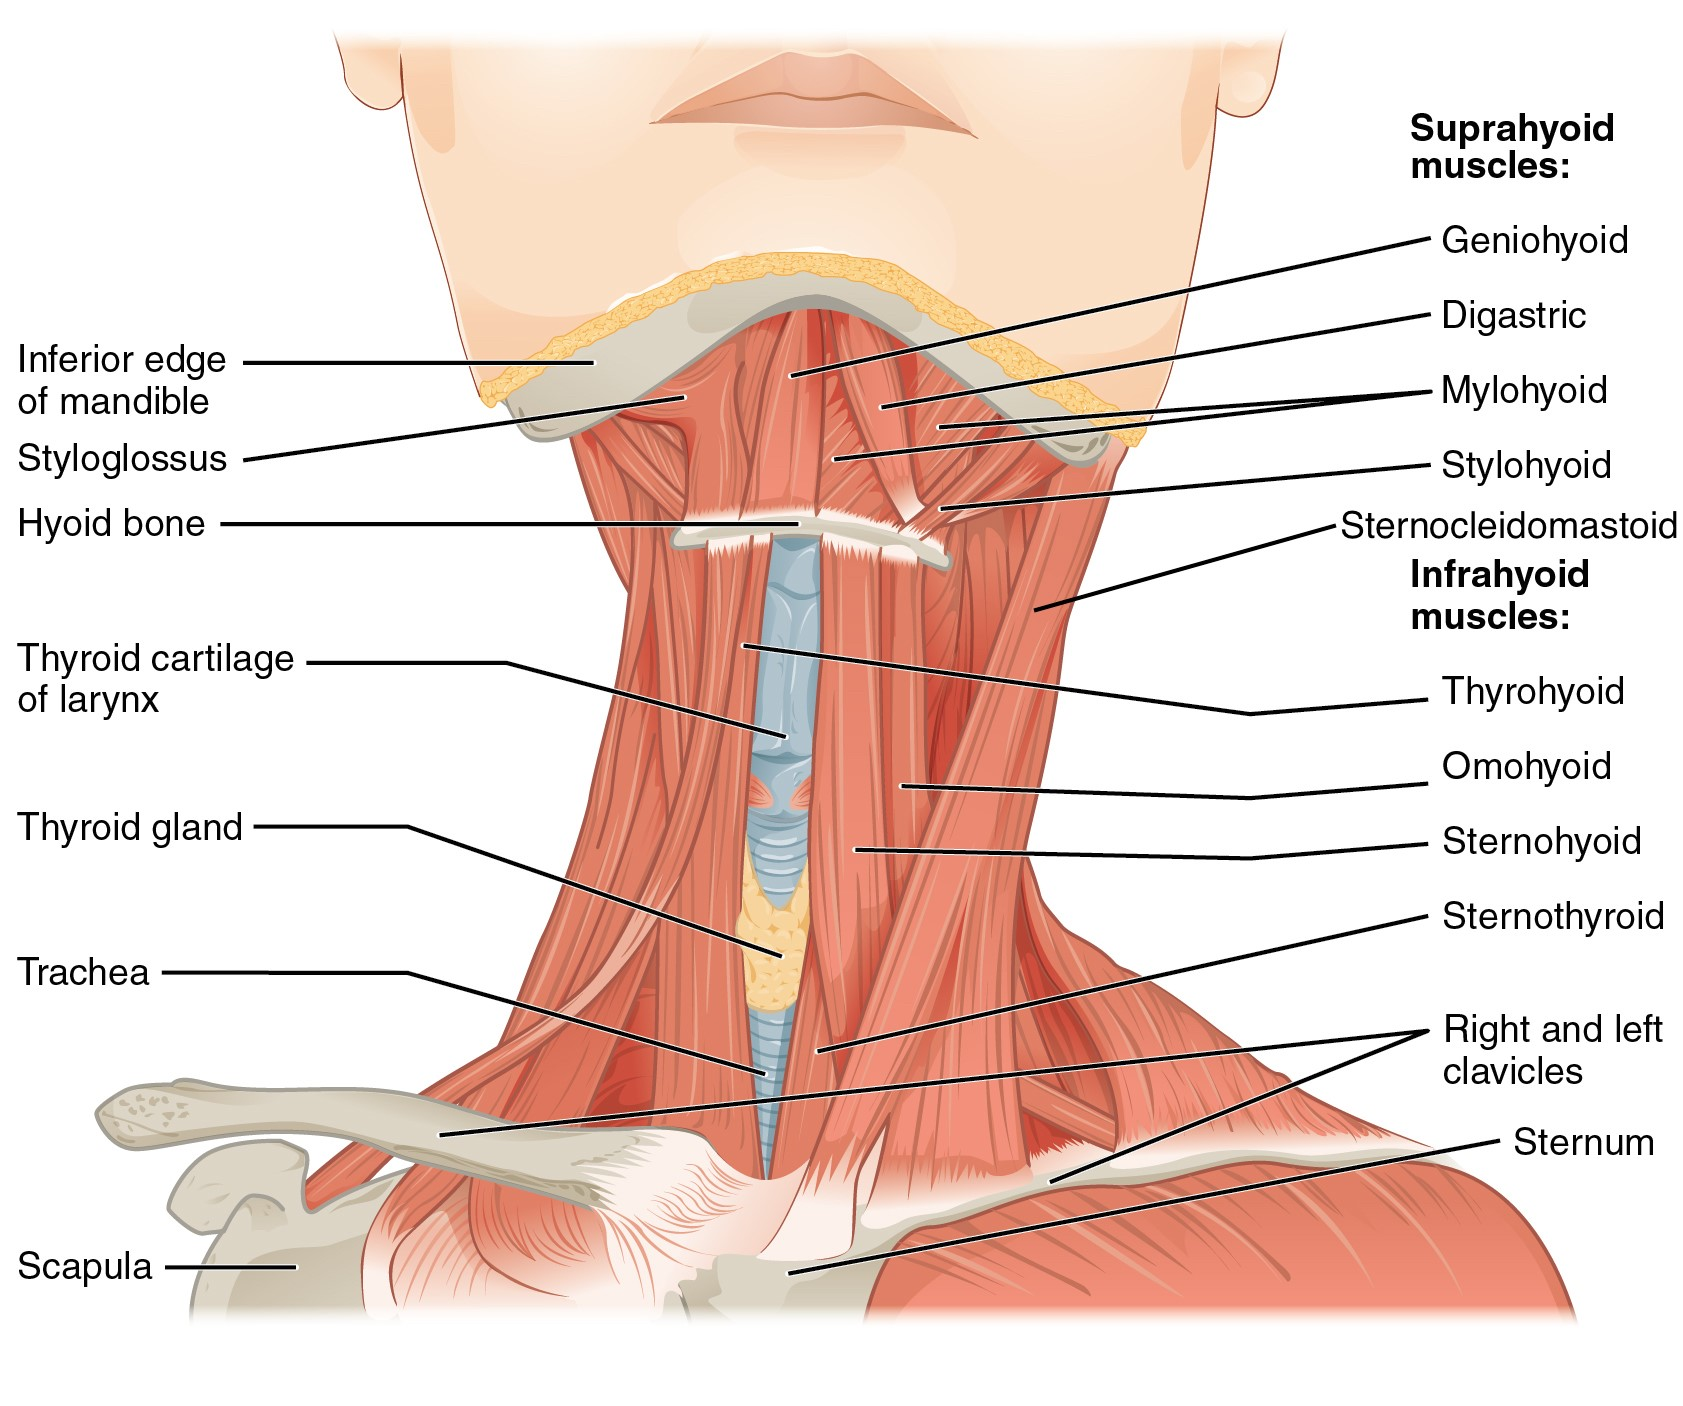 Inferior edge
of mandible
Styloglossus
Hyoid bone
Thyroid cartilage
of larynx
Thyroid gland
Trachea
Scapula
Suprahyoid
muscles:
Geniohyoid
Digastric
Mylohyoid
Stylohyoid
Sternocleidomastoid
Infrahyoid
muscles:
Thyrohyoid
Omohyoid
Sternohyoid
Sternothyroid
Right and left
clavicles
Sternum